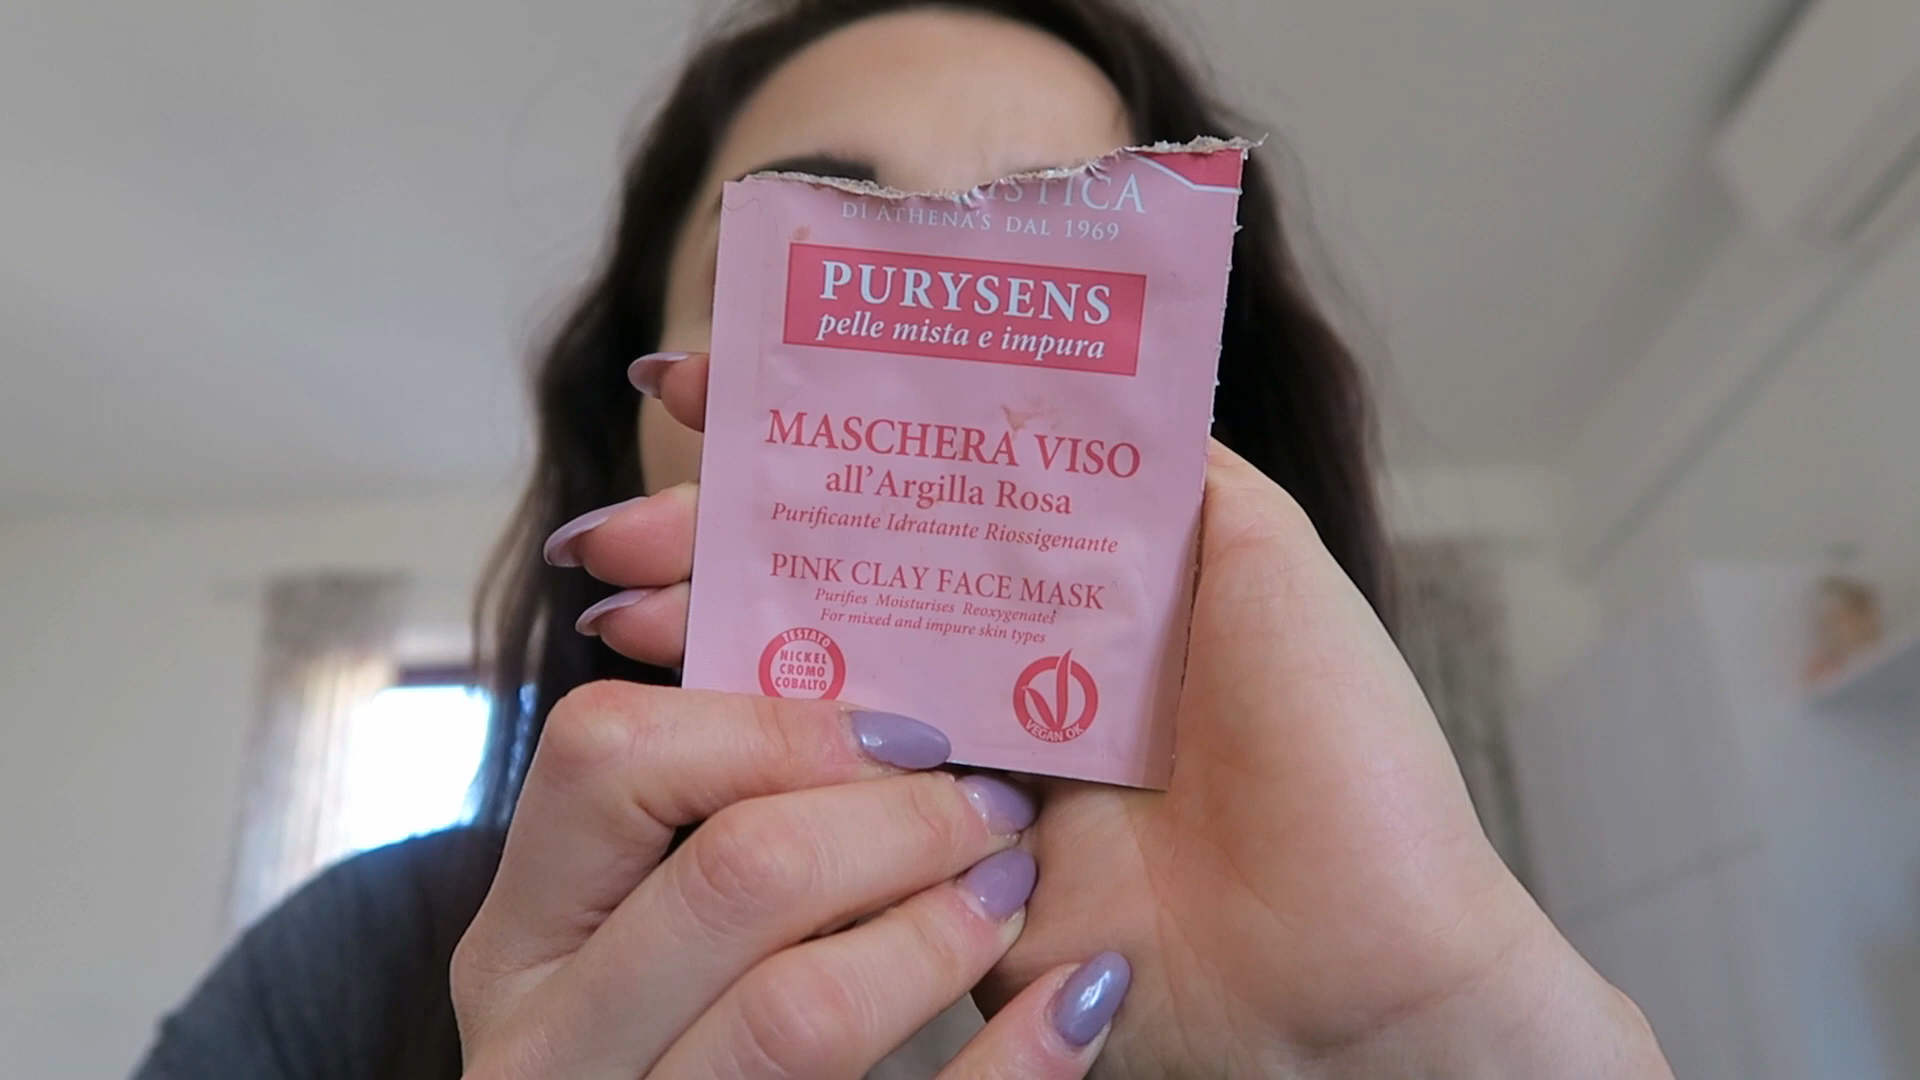 DI ATHENA'S DAL 1969
PURYSENS
pelle mista e impura
MASCHERA VISO
all'Argilla Rosa
Purificante Idratante Riossigenante
PINK CLAY FACE MASK
Purifies Moisturises Reoxygenates
For mixed and impure skin types
TESTATO
NICKEL
CROMO
COBALTO
VEGAN OK